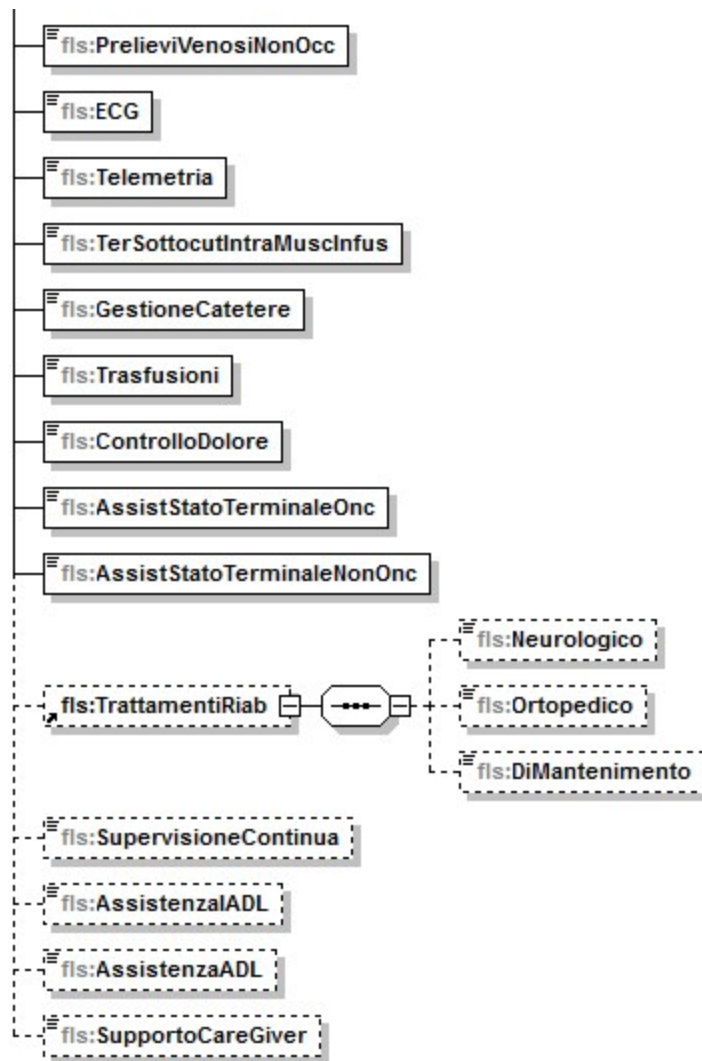 fls:PrelieviVenosiNonOcc
fls:ECG
fls:Telemetria
fls:TerSottocutIntraMuscInfus
fls:GestioneCatetere
fls:Trasfusioni
fls:ControlloDolore
fls:AssistStatoTerminaleOnc
fls:AssistStatoTerminaleNonOnc
fls:TrattamentiRiab
fls:Neurologico
fls:Ortopedico
fls:DiMantenimento
fls:SupervisioneContinua
fls:AssistenzaIADL
fls:AssistenzaADL
fls:SupportoCareGiver